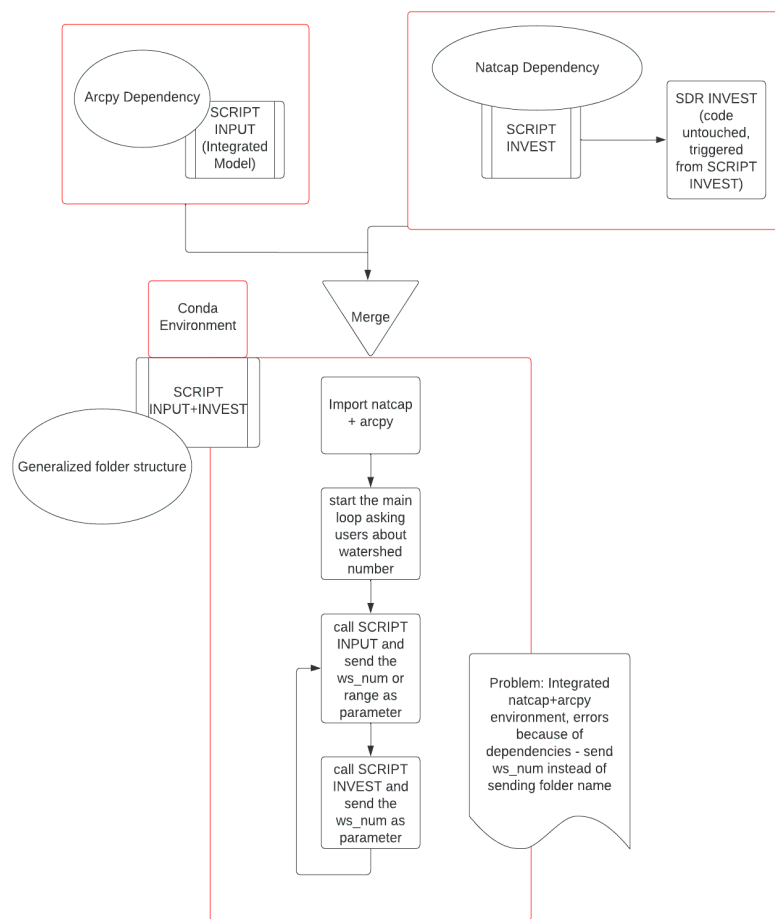 Arcpy Dependency
SCRIPT
INPUT
(Integrated
Model)
Natcap Dependency
SCRIPT
INVEST
SDR INVEST
(code
untouched,
triggered
from SCRIPT
INVEST)
Merge
Conda
Environment
SCRIPT
INPUT+INVEST
Generalized folder structure
Import natcap
+ arcpy
start the main
loop asking
users about
watershed
number
call SCRIPT
INPUT and
send the
ws_num or
range as
parameter
call SCRIPT
INVEST and
send the
ws_num as
parameter
Problem: Integrated
natcap+arcpy
environment, errors
because of
dependencies - send
ws_num instead of
sending folder name